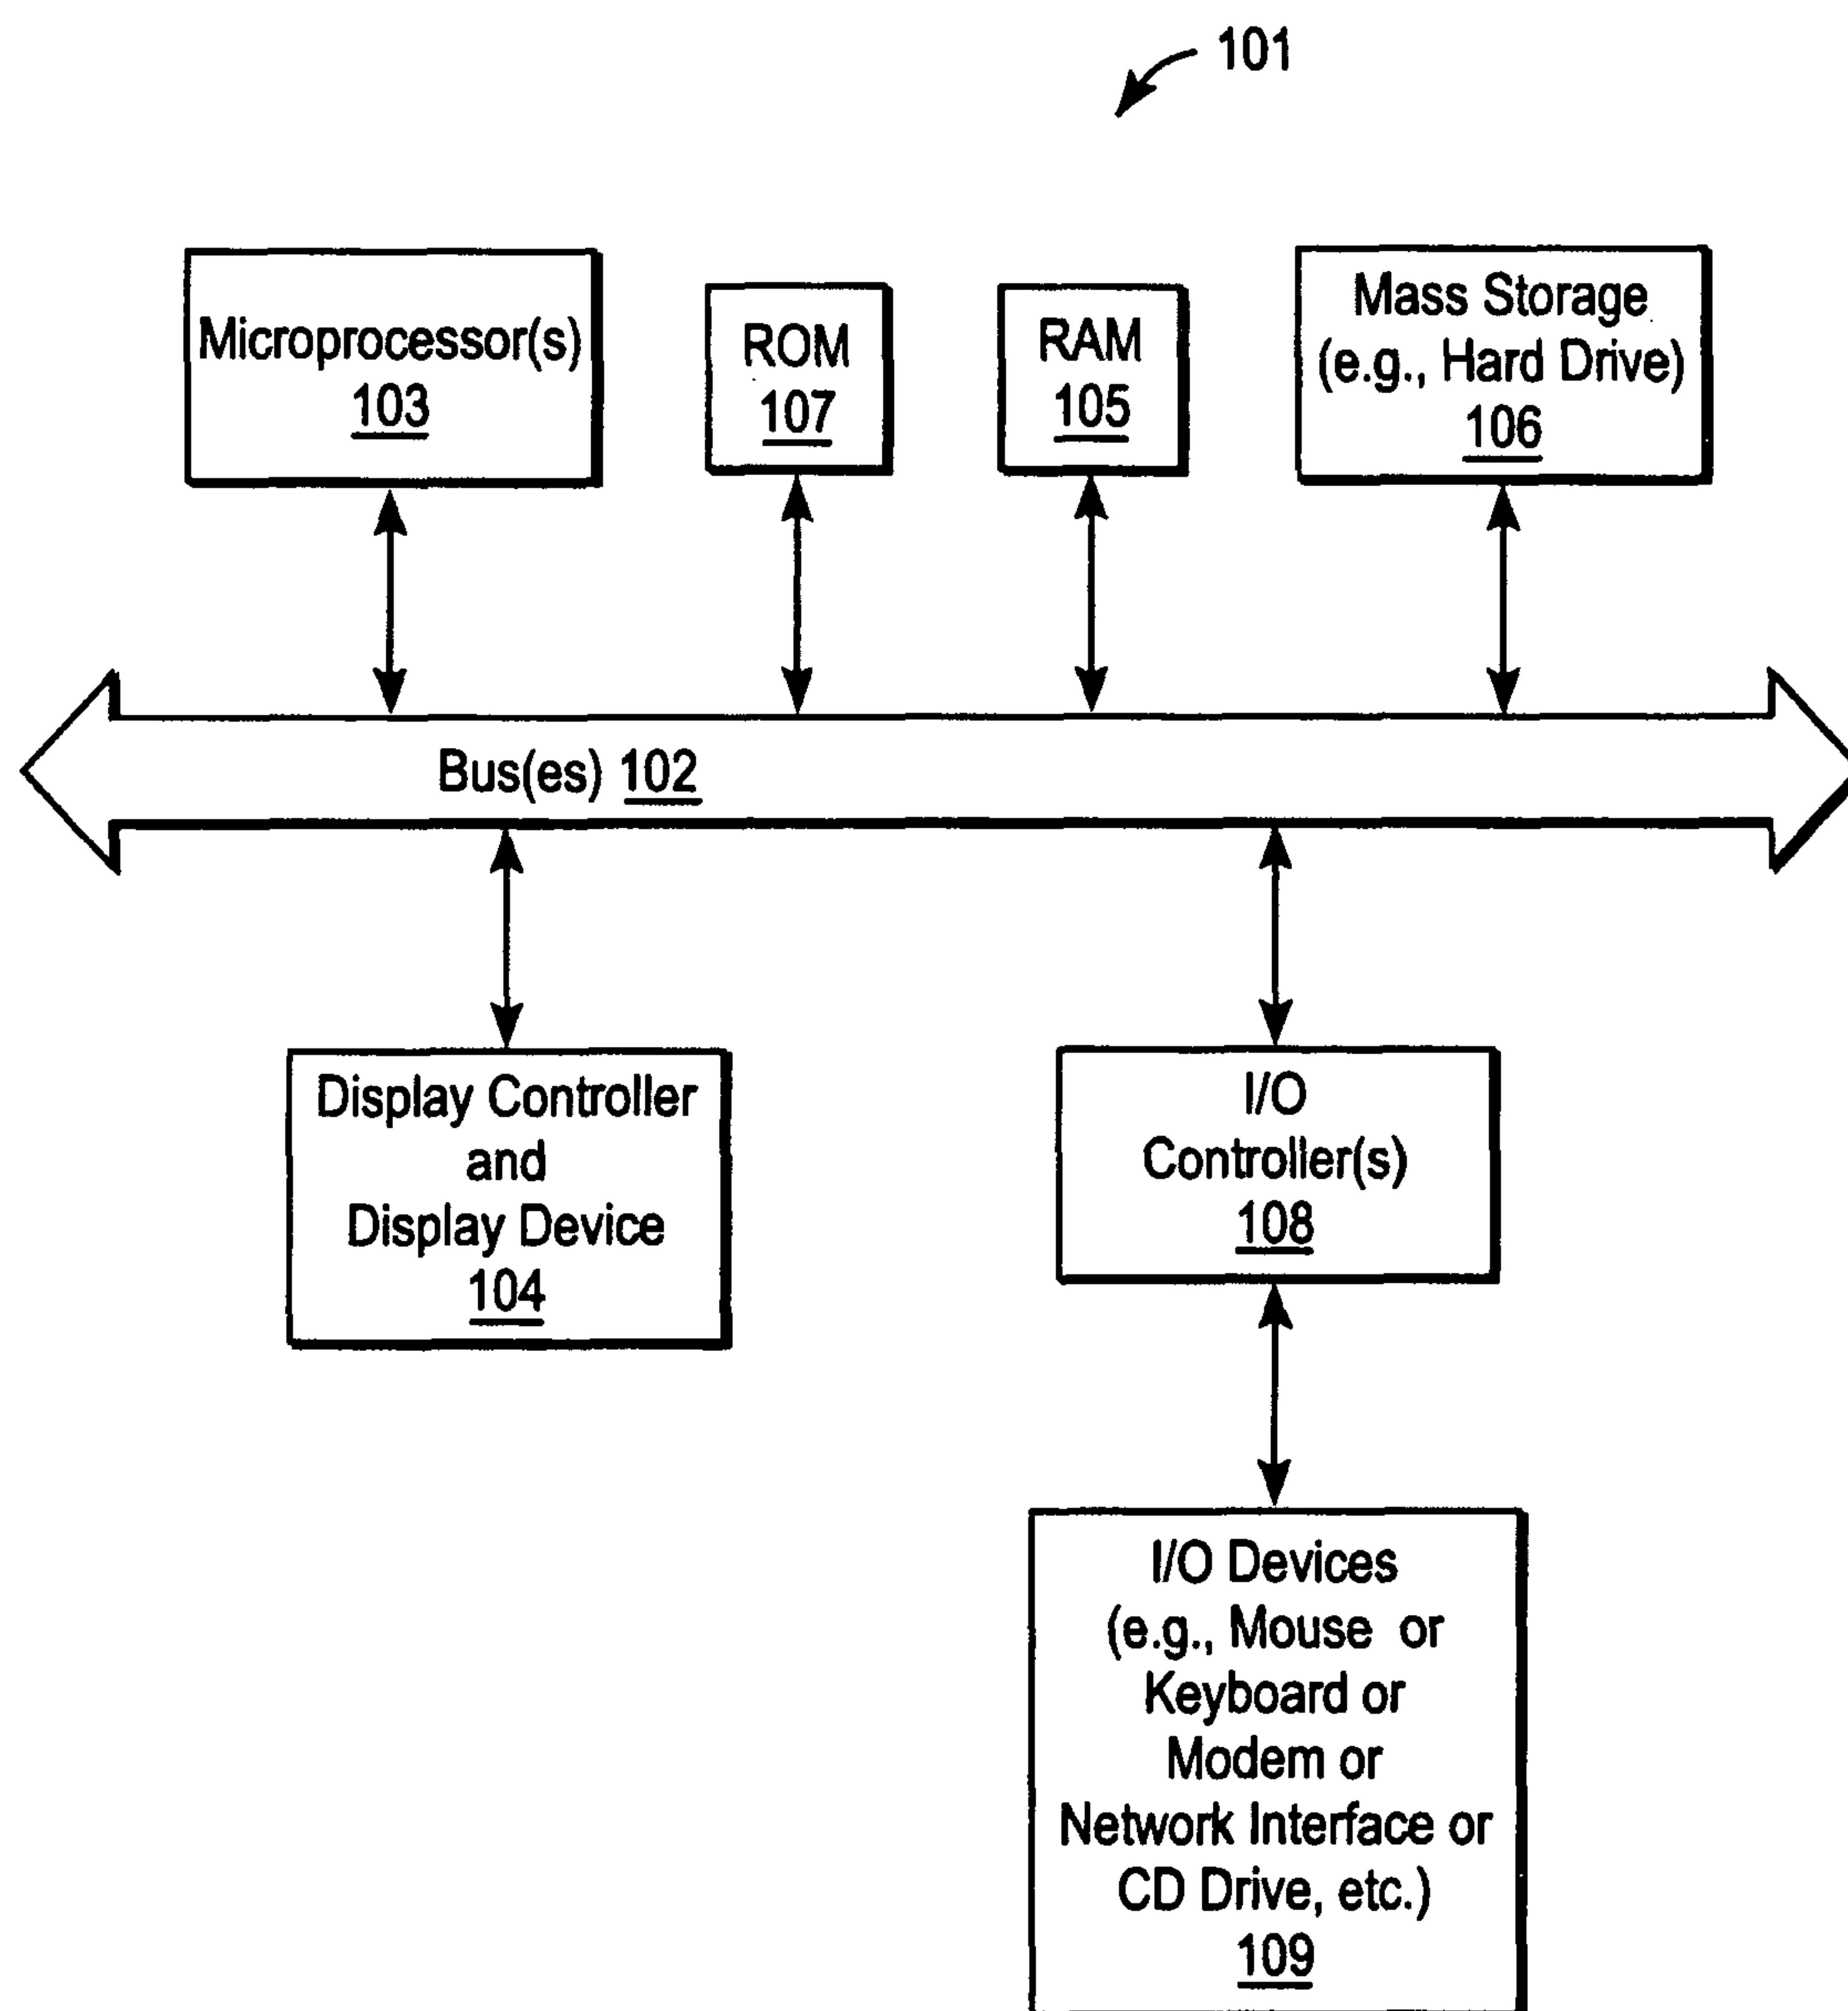 101
Microprocessor(s)
103
ROM
107
RAM
105
Mass Storage
(e.g., Hard Drive)
106
Bus(es) 102
Display Controller
and
Display Device
104
I/O
Controller(s)
108
I/O Devices
(e.g., Mouse or
Keyboard or
Modem or
Network Interface or
CD Drive, etc.)
109